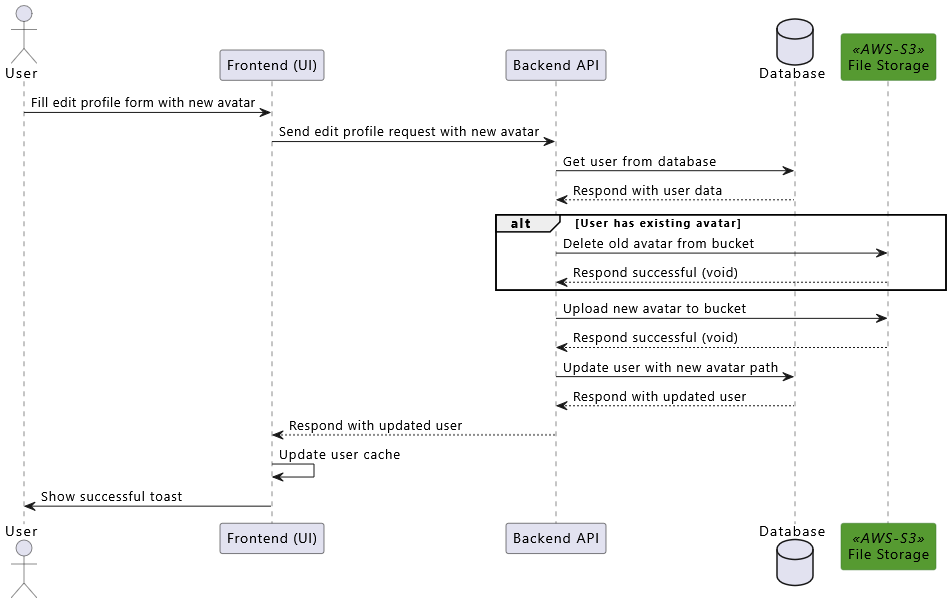 User
Frontend (UI)
Backend API
Database
«AWS-S3»
File Storage
Fill edit profile form with new avatar
Send edit profile request with new avatar
Get user from database
Respond with user data
alt
[User has existing avatar]
Delete old avatar from bucket
Respond successful (void)
Upload new avatar to bucket
Respond successful (void)
Update user with new avatar path
Respond with updated user
Respond with updated user
Update user cache
Show successful toast
User
Frontend (UI)
Backend API
Database
«AWS-S3»
File Storage